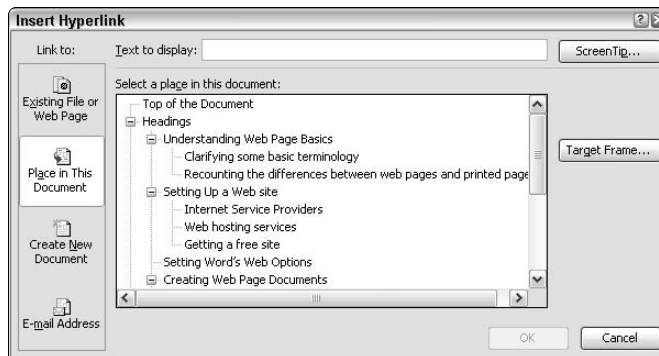 Insert Hyperlink
Link to:
Text to display:
ScreenTip...
Existing File or
Web Page
Place in This
Document
Create New
Document
E-mail Address
Select a place in this document:
Top of the Document
Headings
Understanding Web Page Basics
Clarifying some basic terminology
Recounting the differences between web pages and printed page
Setting Up a Web site
Internet Service Providers
Web hosting services
Getting a free site
Setting Word's Web Options
Creating Web Page Documents
Target Frame...
OK
Cancel